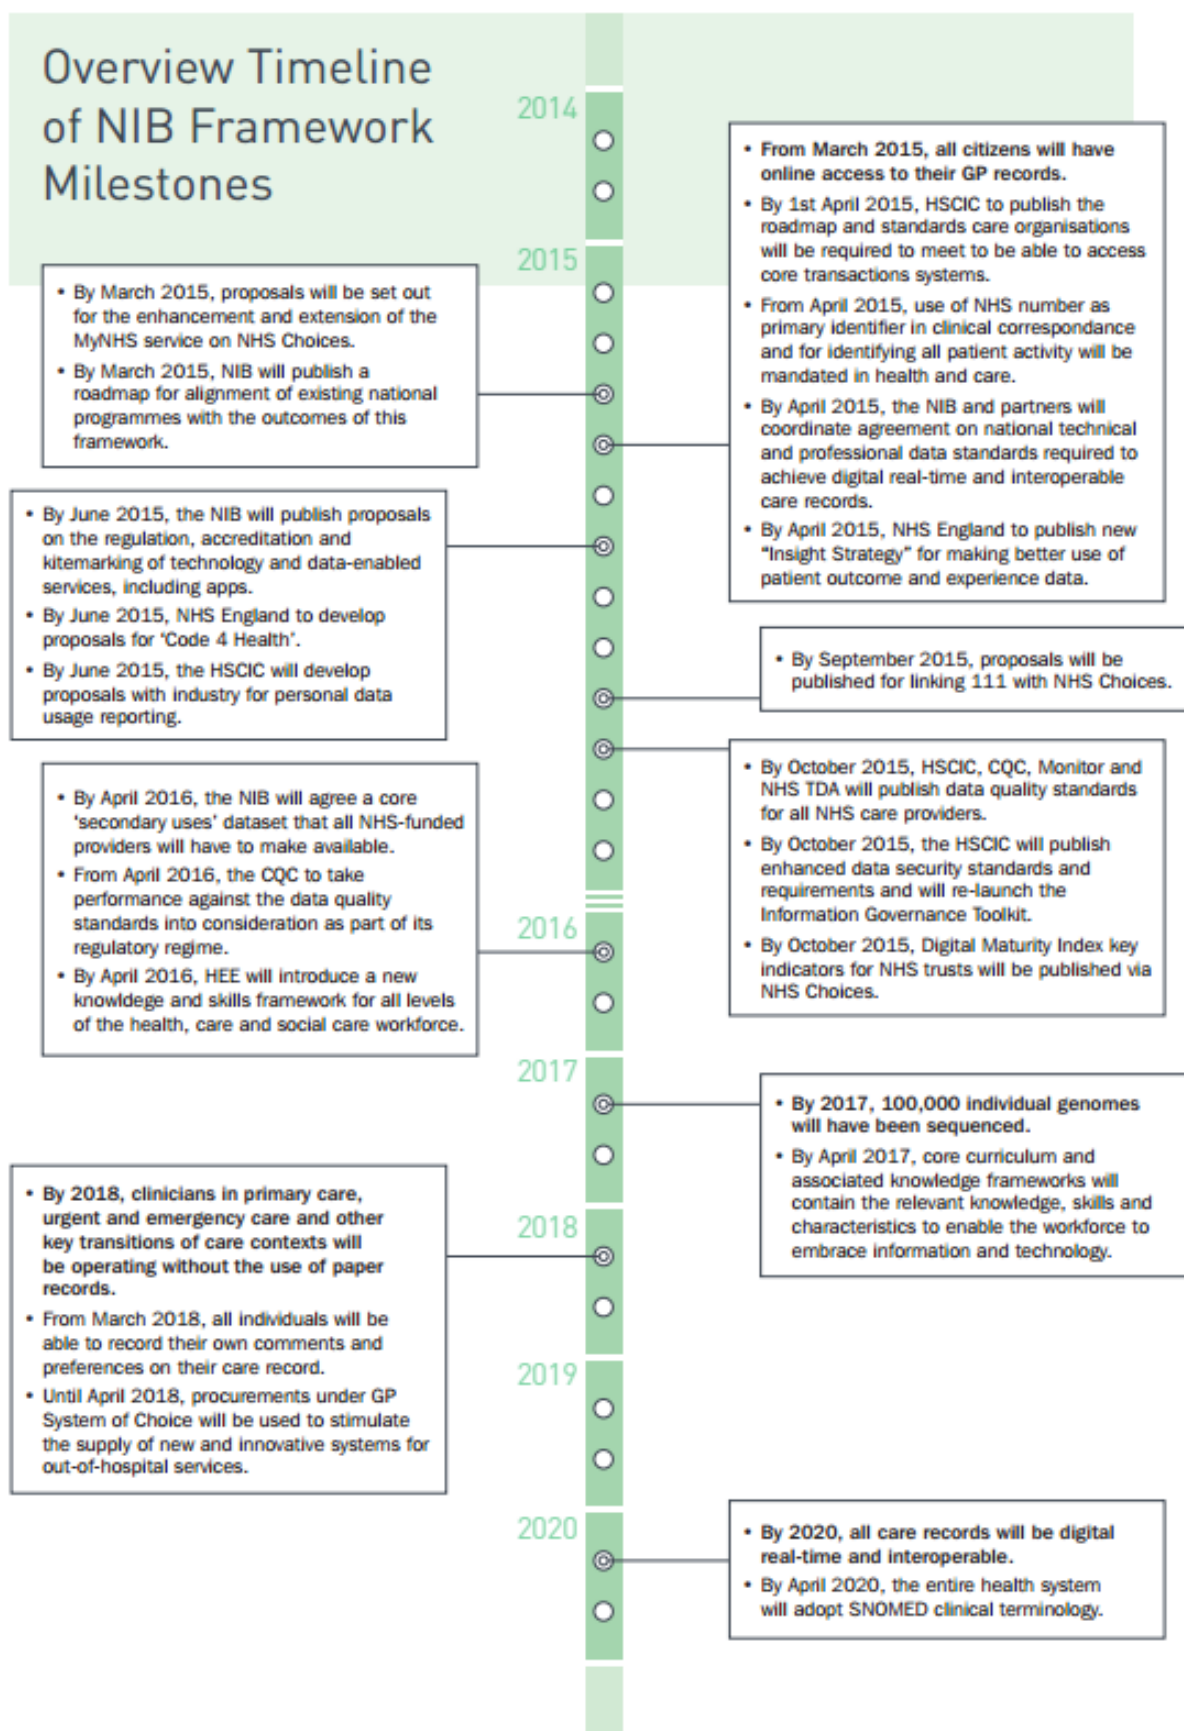 Overview Timeline
of NIB Framework
Milestones
2014
• From March 2015, all citizens will have
online access to their GP records.
• By 1st April 2015, HSCIC to publish the
roadmap and standards care organisations
will be required to meet to be able to access
core transactions systems.
• From April 2015, use of NHS number as
primary identifier in clinical correspondance
and for identifying all patient activity will be
mandated in health and care.
• By April 2015, the NIB and partners will
coordinate agreement on national technical
and professional data standards required to
achieve digital real-time and interoperable
care records.
• By April 2015, NHS England to publish new
“Insight Strategy” for making better use of
patient outcome and experience data.
2015
• By March 2015, proposals will be set out
for the enhancement and extension of the
MyNHS service on NHS Choices.
• By March 2015, NIB will publish a
roadmap for alignment of existing national
programmes with the outcomes of this
framework.
• By June 2015, the NIB will publish proposals
on the regulation, accreditation and
kitemarking of technology and data-enabled
services, including apps.
• By June 2015, NHS England to develop
proposals for ‘Code 4 Health’.
• By June 2015, the HSCIC will develop
proposals with industry for personal data
usage reporting.
• By September 2015, proposals will be
published for linking 111 with NHS Choices.
• By October 2015, HSCIC, CQC, Monitor and
NHS TDA will publish data quality standards
for all NHS care providers.
• By October 2015, the HSCIC will publish
enhanced data security standards and
requirements and will re-launch the
Information Governance Toolkit.
• By October 2015, Digital Maturity Index key
indicators for NHS trusts will be published via
NHS Choices.
• By April 2016, the NIB will agree a core
‘secondary uses’ dataset that all NHS-funded
providers will have to make available.
• From April 2016, the CQC to take
performance against the data quality
standards into consideration as part of its
regulatory regime.
• By April 2016, HEE will introduce a new
knowldege and skills framework for all levels
of the health, care and social care workforce.
2016
2017
• By 2017, 100,000 individual genomes
will have been sequenced.
• By April 2017, core curriculum and
associated knowledge frameworks will
contain the relevant knowledge, skills and
characteristics to enable the workforce to
embrace information and technology.
• By 2018, clinicians in primary care,
urgent and emergency care and other
key transitions of care contexts will
be operating without the use of paper
records.
• From March 2018, all individuals will be
able to record their own comments and
preferences on their care record.
• Until April 2018, procurements under GP
System of Choice will be used to stimulate
the supply of new and innovative systems for
out-of-hospital services.
2018
2019
2020
• By 2020, all care records will be digital
real-time and interoperable.
• By April 2020, the entire health system
will adopt SNOMED clinical terminology.